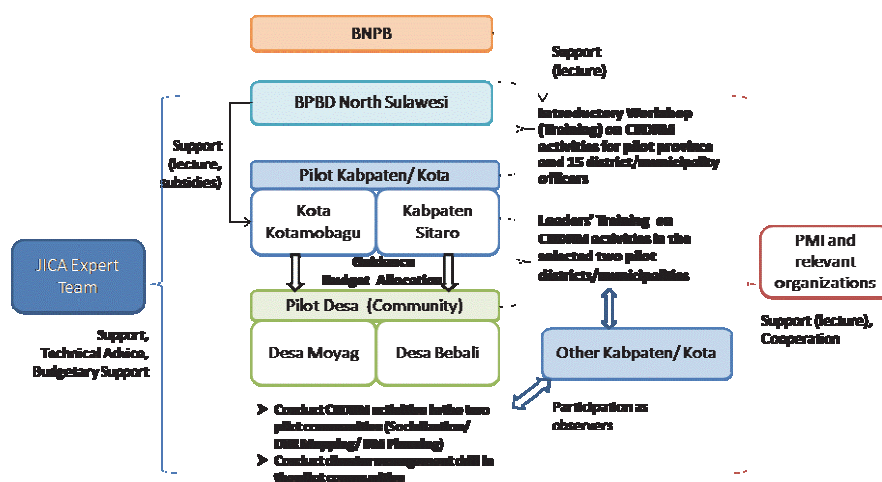 BNPB
Support
(lecture)
BPBD North Sulawesi
Introductory Workshop
(Training) on CBDRM
activities for pilot province
and 15 district/municipality
officers
Support
(lecture,
subsidies)
Pilot Kabpaten/ Kota
Kota
Kotamobagu
Kabpaten
Sitaro
Leaders' Training on
CBDRM activities in the
selected two pilot
districts/municipalities
JICA Expert
Team
PMI and
relevant
organizations
Guidance
Budget Allocation
Pilot Desa (Community)
Desa Moyag
Desa Bebali
Support,
Technical Advice,
Budgetary Support
Support (lecture),
Cooperation
Other Kabpaten/ Kota
Participation as
observers
➤ Conduct CBDRM activities in the two
pilot communities (Socialization/
Mapping/ Planning)
➤ Conduct disaster management drill in
the pilot communities